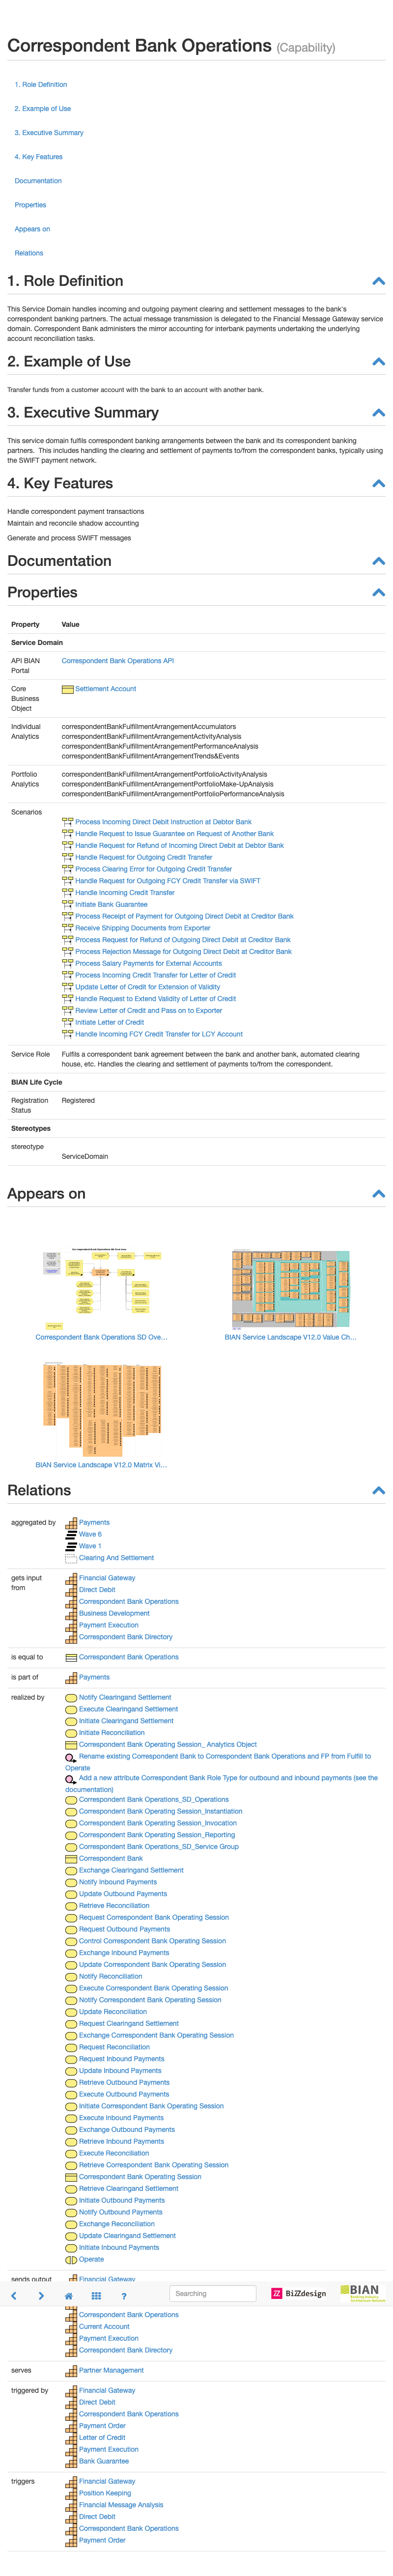 Correspondent Bank Operations (Capability)
1. Role Definition
2. Example of Use
3. Executive Summary
4. Key Features
Documentation
Properties
Appears on
Relations
1. Role Definition
This Service Domain handles incoming and outgoing payment clearing and settlement messages to the bank's
correspondent banking partners. The actual message transmission is delegated to the Financial Message Gateway service
domain. Correspondent Bank administers the mirror accounting for interbank payments undertaking the underlying
account reconciliation tasks.
2. Example of Use
Transfer funds from a customer account with the bank to an account with another bank.
3. Executive Summary
This service domain fulfils correspondent banking arrangements between the bank and its correspondent banking
partners. This includes handling the clearing and settlement of payments to/from the correspondent banks, typically using
the SWIFT payment network.
4. Key Features
Handle correspondent payment transactions
Maintain and reconcile shadow accounting
Generate and process SWIFT messages
Documentation
Properties
Property Value
Service Domain
API BIAN Correspondent Bank Operations API
Portal
Core Settlement Account
Business
Object
Individual correspondentBankFulfillmentArrangementAccumulators
Analytics correspondentBankFulfillmentArrangementActivityAnalysis
correspondentBankFulfillmentArrangementPerformanceAnalysis
correspondentBankFulfillmentArrangementTrends&Events
Portfolio correspondentBankFulfillmentArrangementPortfolioActivityAnalysis
Analytics correspondentBankFulfillmentArrangementPortfolioMake-UpAnalysis
correspondentBankFulfillmentArrangementPortfolioPerformanceAnalysis
Scenarios
Process Incoming Direct Debit Instruction at Debtor Bank
Handle Request to Issue Guarantee on Request of Another Bank
Handle Request for Refund of Incoming Direct Debit at Debtor Bank
Handle Request for Outgoing Credit Transfer
Process Clearing Error for Outgoing Credit Transfer
Handle Request for Outgoing FCY Credit Transfer via SWIFT
Handle Incoming Credit Transfer
Initiate Bank Guarantee
Process Receipt of Payment for Outgoing Direct Debit at Creditor Bank
Receive Shipping Documents from Exporter
Process Request for Refund of Outgoing Direct Debit at Creditor Bank
Process Rejection Message for Outgoing Direct Debit at Creditor Bank
Process Salary Payments for External Accounts
Process Incoming Credit Transfer for Letter of Credit
Update Letter of Credit for Extension of Validity
Handle Request to Extend Validity of Letter of Credit
Review Letter of Credit and Pass on to Exporter
Initiate Letter of Credit
Handle Incoming FCY Credit Transfer for LCY Account
Service Role Fulfils a correspondent bank agreement between the bank and another bank, automated clearing
house, etc. Handles the clearing and settlement of payments to/from the correspondent.
BIAN Life Cycle
Registration Registered
Status
Stereotypes
stereotype
ServiceDomain
Appears on
Correspondent Bank Operations SD Ove...
BIAN Service Landscape V12.0 Value Ch...
BIAN Service Landscape V12.0 Matrix Vi...
Relations
aggregated by Payments
Wave 6
Wave 1
Clearing And Settlement
gets input Financial Gateway
from Direct Debit
Correspondent Bank Operations
Business Development
Payment Execution
Correspondent Bank Directory
is equal to Correspondent Bank Operations
is part of Payments
realized by Notify Clearingand Settlement
Execute Clearingand Settlement
Initiate Clearingand Settlement
Initiate Reconciliation
Correspondent Bank Operating Session_ Analytics Object
Rename existing Correspondent Bank to Correspondent Bank Operations and FP from Fulfill to
Operate
Add a new attribute Correspondent Bank Role Type for outbound and inbound payments (see the
documentation)
Correspondent Bank Operations_SD_Operations
Correspondent Bank Operating Session_Instantiation
Correspondent Bank Operating Session_Invocation
Correspondent Bank Operating Session_Reporting
Correspondent Bank Operations_SD_Service Group
Correspondent Bank
Exchange Clearingand Settlement
Notify Inbound Payments
Update Outbound Payments
Retrieve Reconciliation
Request Correspondent Bank Operating Session
Request Outbound Payments
Control Correspondent Bank Operating Session
Exchange Inbound Payments
Update Correspondent Bank Operating Session
Notify Reconciliation
Execute Correspondent Bank Operating Session
Notify Correspondent Bank Operating Session
Update Reconciliation
Request Clearingand Settlement
Exchange Correspondent Bank Operating Session
Request Reconciliation
Request Inbound Payments
Update Inbound Payments
Retrieve Outbound Payments
Execute Outbound Payments
Initiate Correspondent Bank Operating Session
Execute Inbound Payments
Exchange Outbound Payments
Retrieve Inbound Payments
Execute Reconciliation
Retrieve Correspondent Bank Operating Session
Correspondent Bank Operating Session
Retrieve Clearingand Settlement
Initiate Outbound Payments
Notify Outbound Payments
Exchange Reconciliation
Update Clearingand Settlement
Initiate Inbound Payments
Operate
sends output Financial Gateway
Searching
BiZZdesign
BIAN
Correspondent Bank Operations
Current Account
Payment Execution
Correspondent Bank Directory
serves Partner Management
triggered by Financial Gateway
Direct Debit
Correspondent Bank Operations
Payment Order
Letter of Credit
Payment Execution
Bank Guarantee
triggers Financial Gateway
Position Keeping
Financial Message Analysis
Direct Debit
Correspondent Bank Operations
Payment Order